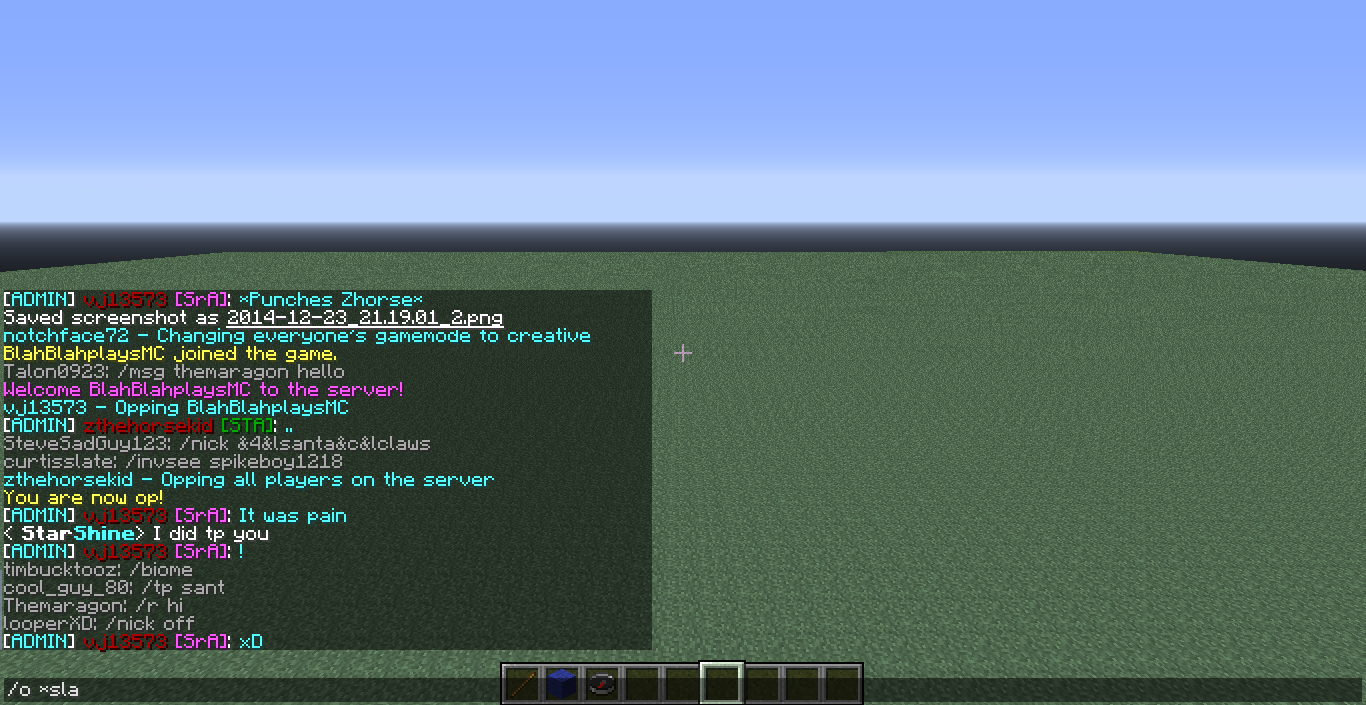 [ADMIN] vj13573 [SrA]: *Punches Zhorse*
Saved screenshot as 2014-12-23_21.19.01_2.png
notchface72 - Changing everyone's gamemode to creative
BlahBlahplaysMC joined the game.
Talon0923: /msg themaragon hello
Welcome BlahBlahplaysMC to the server!
vj13573 - Opping BlahBlahplaysMC
[ADMIN] zthehorsekid [STA]: ..
SteveSadGuy123: /nick &4&lsanta&c&lclaws
curtisslate: /invsee spikeboy1218
zthehorsekid - Opping all players on the server
You are now op!
[ADMIN] vj13573 [SrA]: It was pain
< StarShine> I did tp you
[ADMIN] vj13573 [SrA]: !
timbucktooz: /biome
cool_guy_80: /tp sant
Themaragon: /r hi
looperXD: /nick off
[ADMIN] vj13573 [SrA]: xD
/o *sla